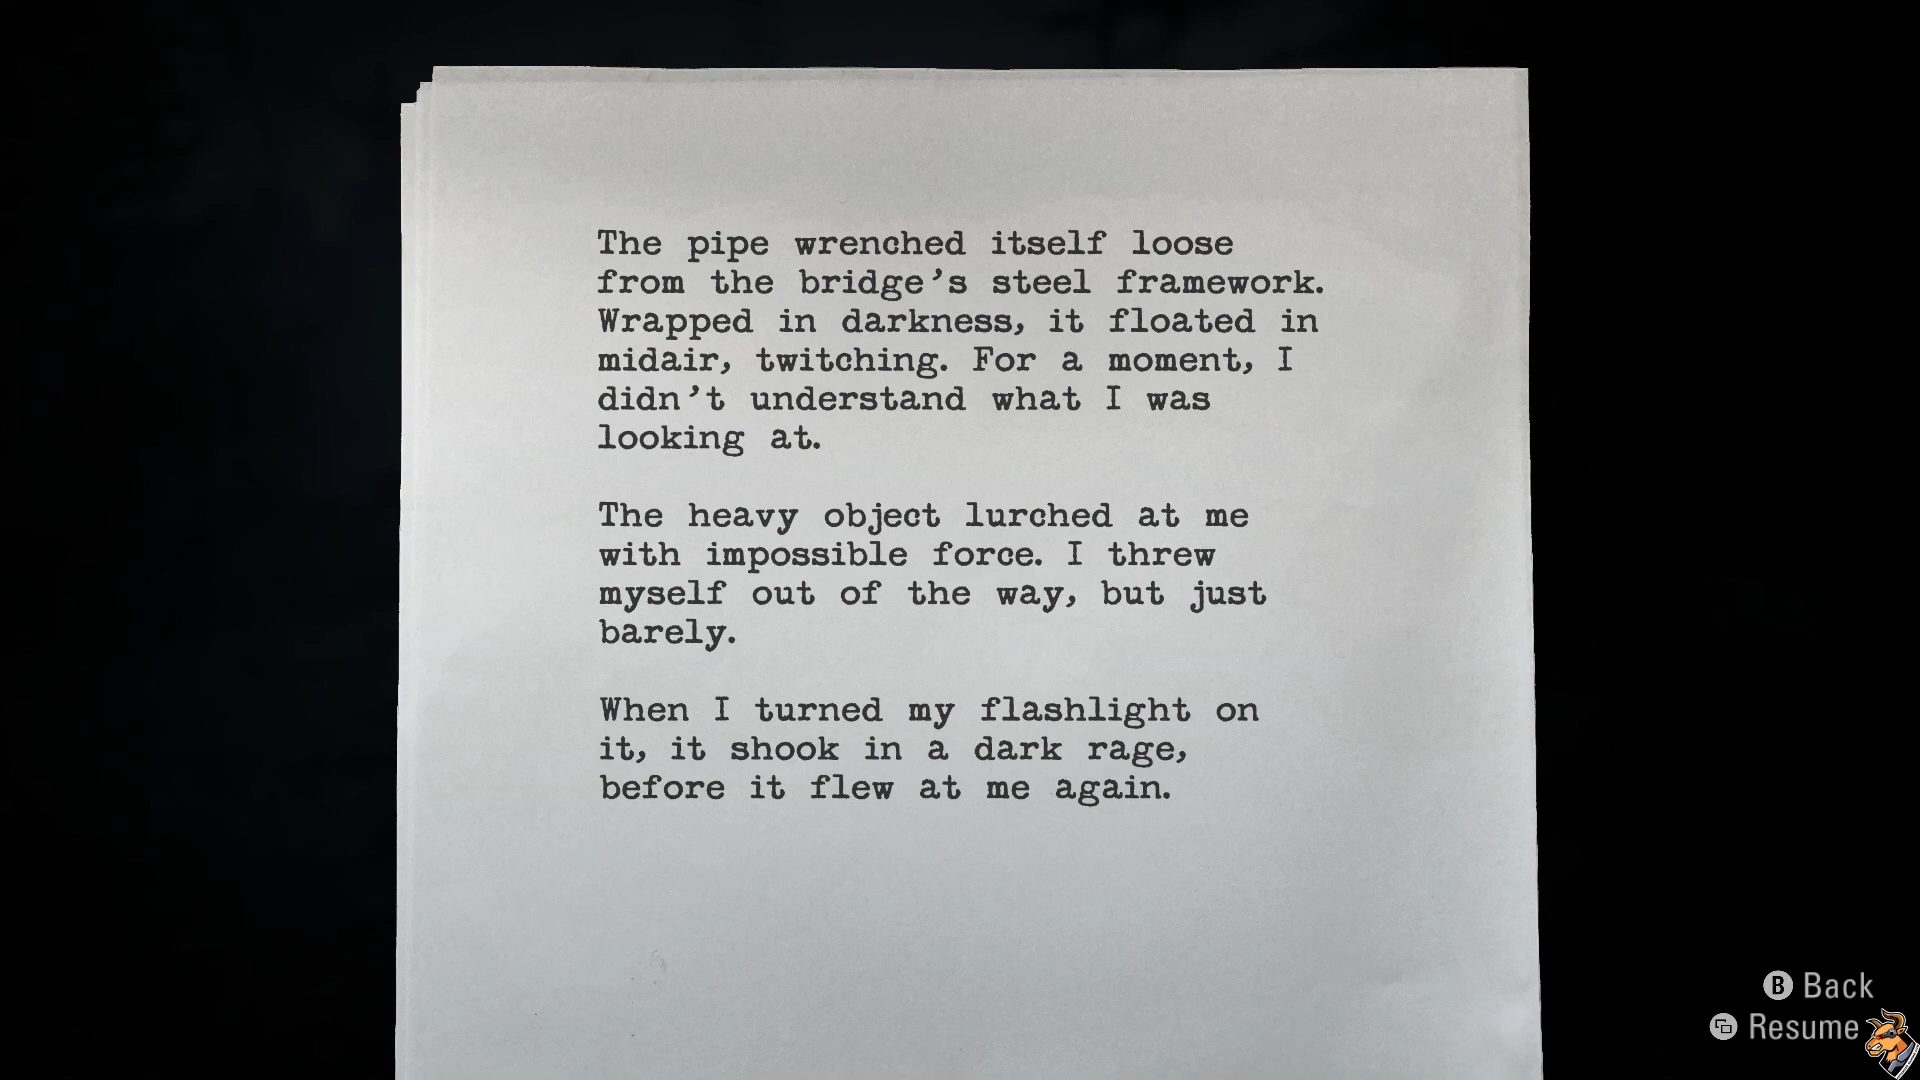 The pipe wrenched itself loose
from the bridge’s steel framework.
Wrapped in darkness, it floated in
midair, twitching. For a moment, I
didn’t understand what I was
looking at.
The heavy object lurched at me
with impossible force. I threw
myself out of the way, but just
barely.
When I turned my flashlight on
it, it shook in a dark rage,
before it flew at me again.
B Back
Resume